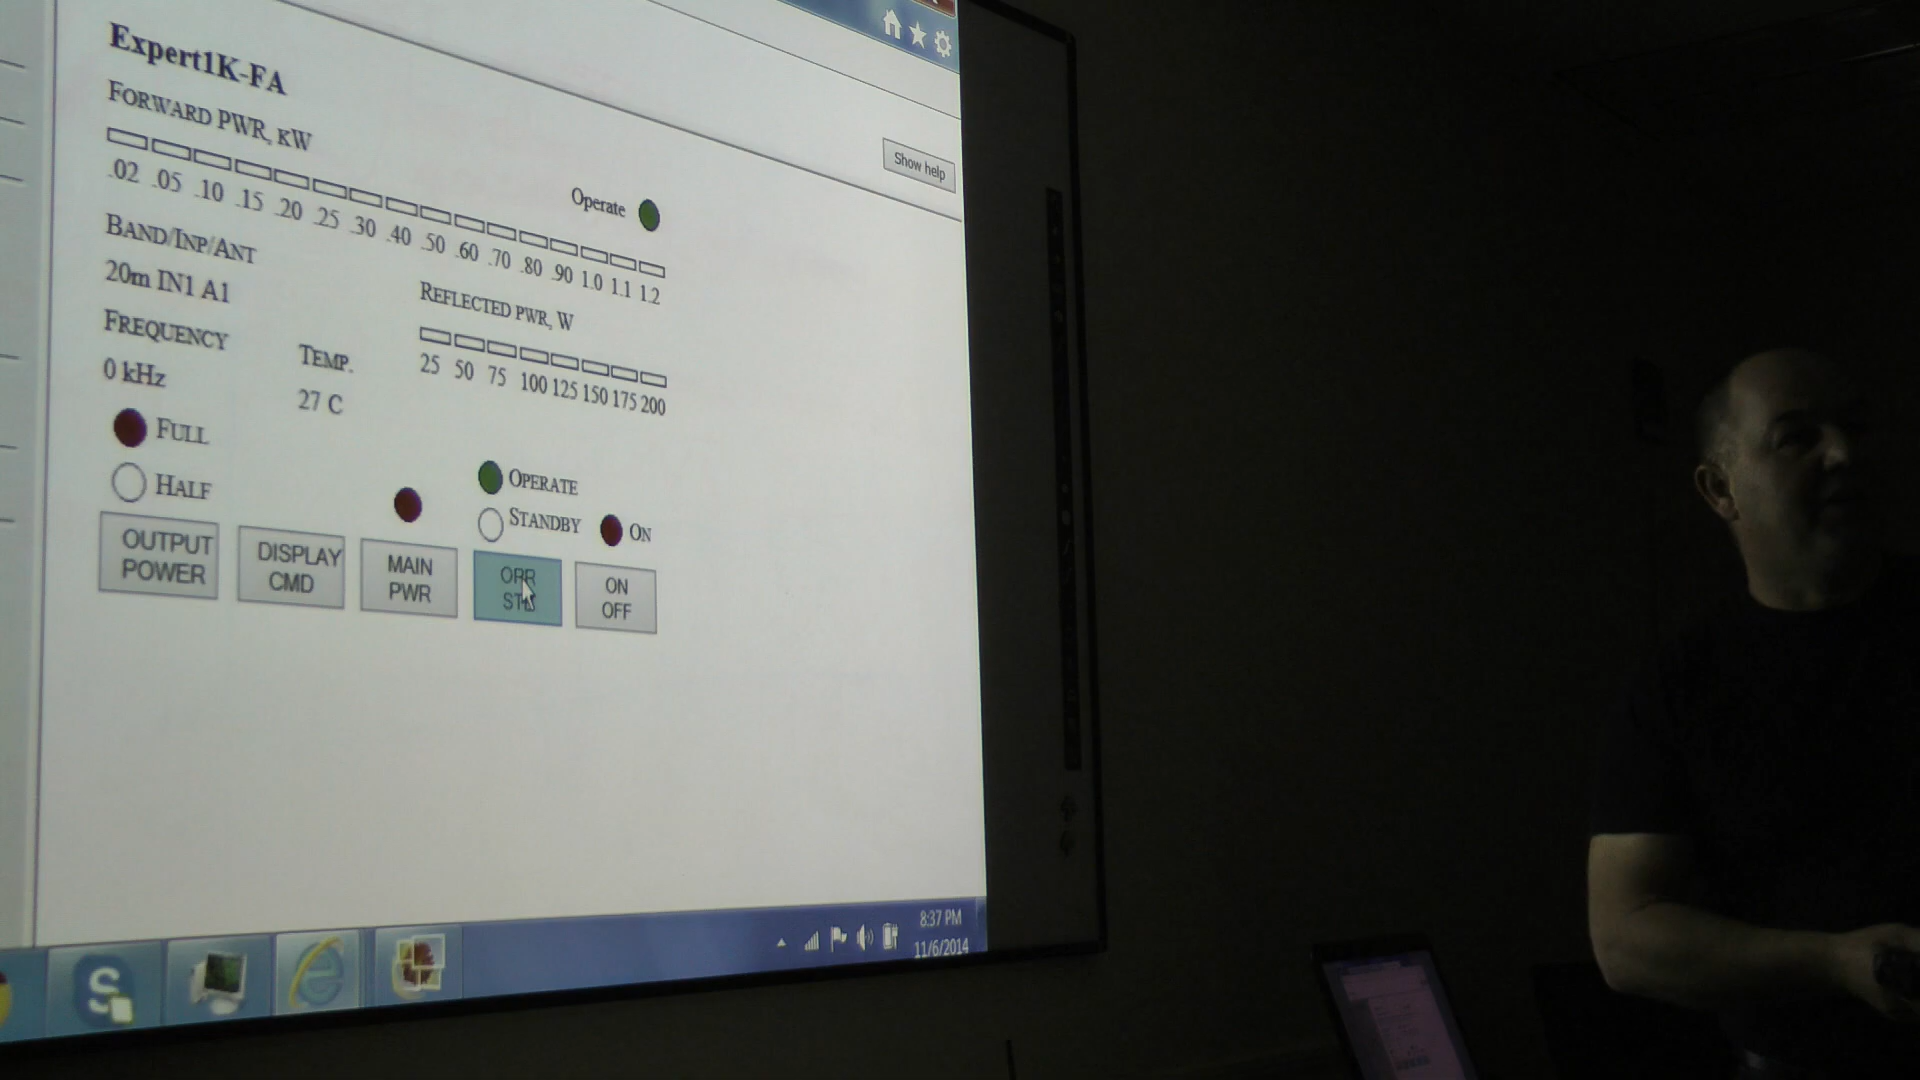 Expert1K-FA
Show help
FORWARD PWR, KW
.02 .05 .10 .15 .20 .25 .30 .40 .50 .60 .70 .80 .90 1.0 1.1 1.2
Operate
BAND/INP/ANT
20m IN1 A1
REFLECTED PWR, W
25 50 75 100 125 150 175 200
FREQUENCY
0 kHz
TEMP.
27 C
FULL
HALF
OPERATE
STANDBY
ON
OUTPUT
POWER
DISPLAY
CMD
MAIN
PWR
ON
OFF
8:37 PM
11/6/2014